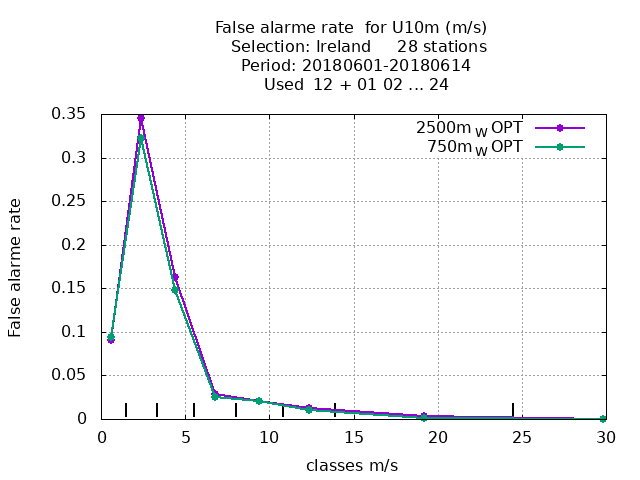 False alarme rate  for U10m (m/s)
Selection: Ireland     28 stations
Period: 20180601-20180614
Used  12 + 01 02 ... 24
2500m W OPT
750m W OPT
0.35
0.3
0.25
0.2
0.15
0.1
0.05
0
False alarme rate
0 5 10 15 20 25 30
classes m/s